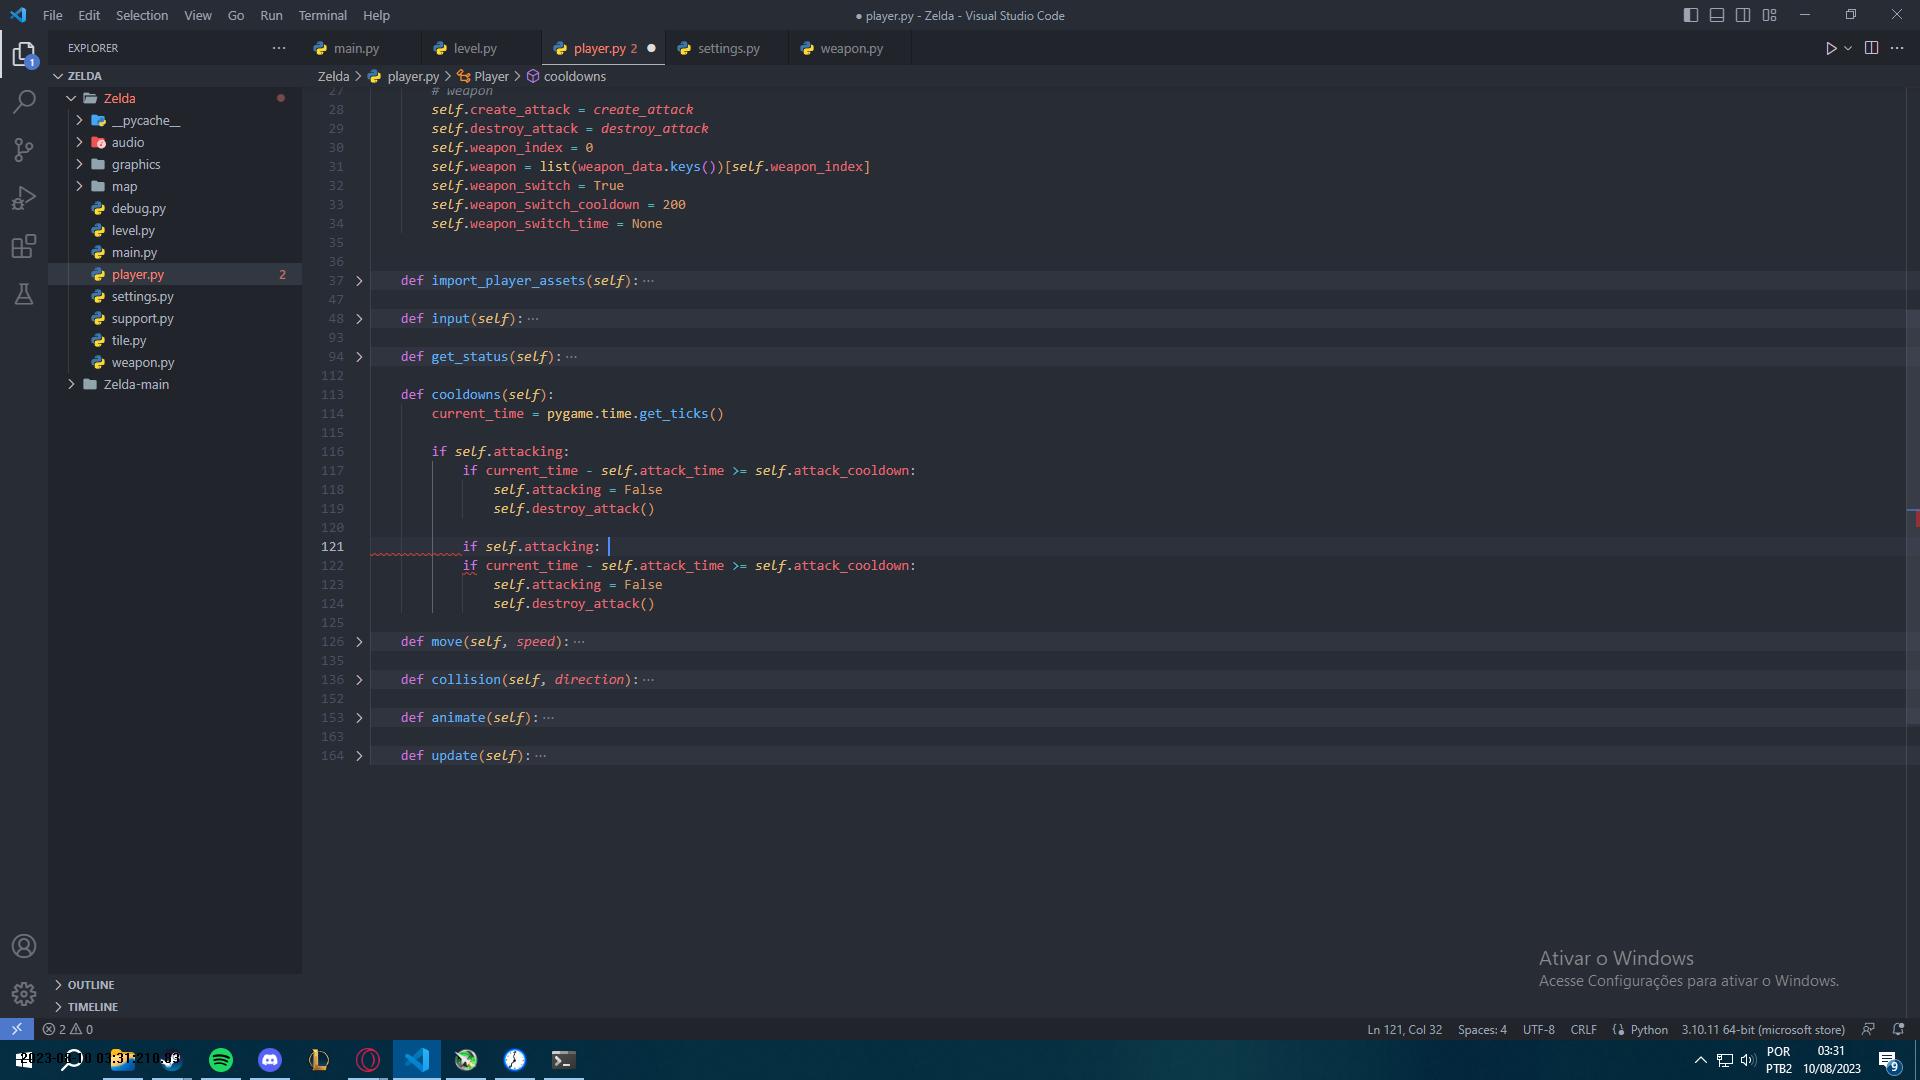 File Edit Selection View Go Run Terminal Help
● player.py - Zelda - Visual Studio Code
EXPLORER
main.py
level.py
player.py 2
settings.py
weapon.py
ZELDA
Zelda > player.py > Player > cooldowns
Zelda
__pycache__
audio
graphics
map
debug.py
level.py
main.py
player.py 2
settings.py
support.py
tile.py
weapon.py
Zelda-main
OUTLINE
TIMELINE
27 # weapon
28 self.create_attack = create_attack
29 self.destroy_attack = destroy_attack
30 self.weapon_index = 0
31 self.weapon = list(weapon_data.keys())[self.weapon_index]
32 self.weapon_switch = True
33 self.weapon_switch_cooldown = 200
34 self.weapon_switch_time = None
35
36
37 def import_player_assets(self): ···
47
48 def input(self): ···
93
94 def get_status(self): ···
112
113 def cooldowns(self):
114 current_time = pygame.time.get_ticks()
115
116 if self.attacking:
117 if current_time - self.attack_time >= self.attack_cooldown:
118 self.attacking = False
119 self.destroy_attack()
120
121 if self.attacking:
122 if current_time - self.attack_time >= self.attack_cooldown:
123 self.attacking = False
124 self.destroy_attack()
125
126 def move(self, speed): ···
135
136 def collision(self, direction): ···
152
153 def animate(self): ···
163
164 def update(self): ···
Ativar o Windows
Acesse Configurações para ativar o Windows.
2 0
Ln 121, Col 32 Spaces: 4 UTF-8 CRLF Python 3.10.11 64-bit (microsoft store)
POR
PTB2
03:31
10/08/2023
9
1